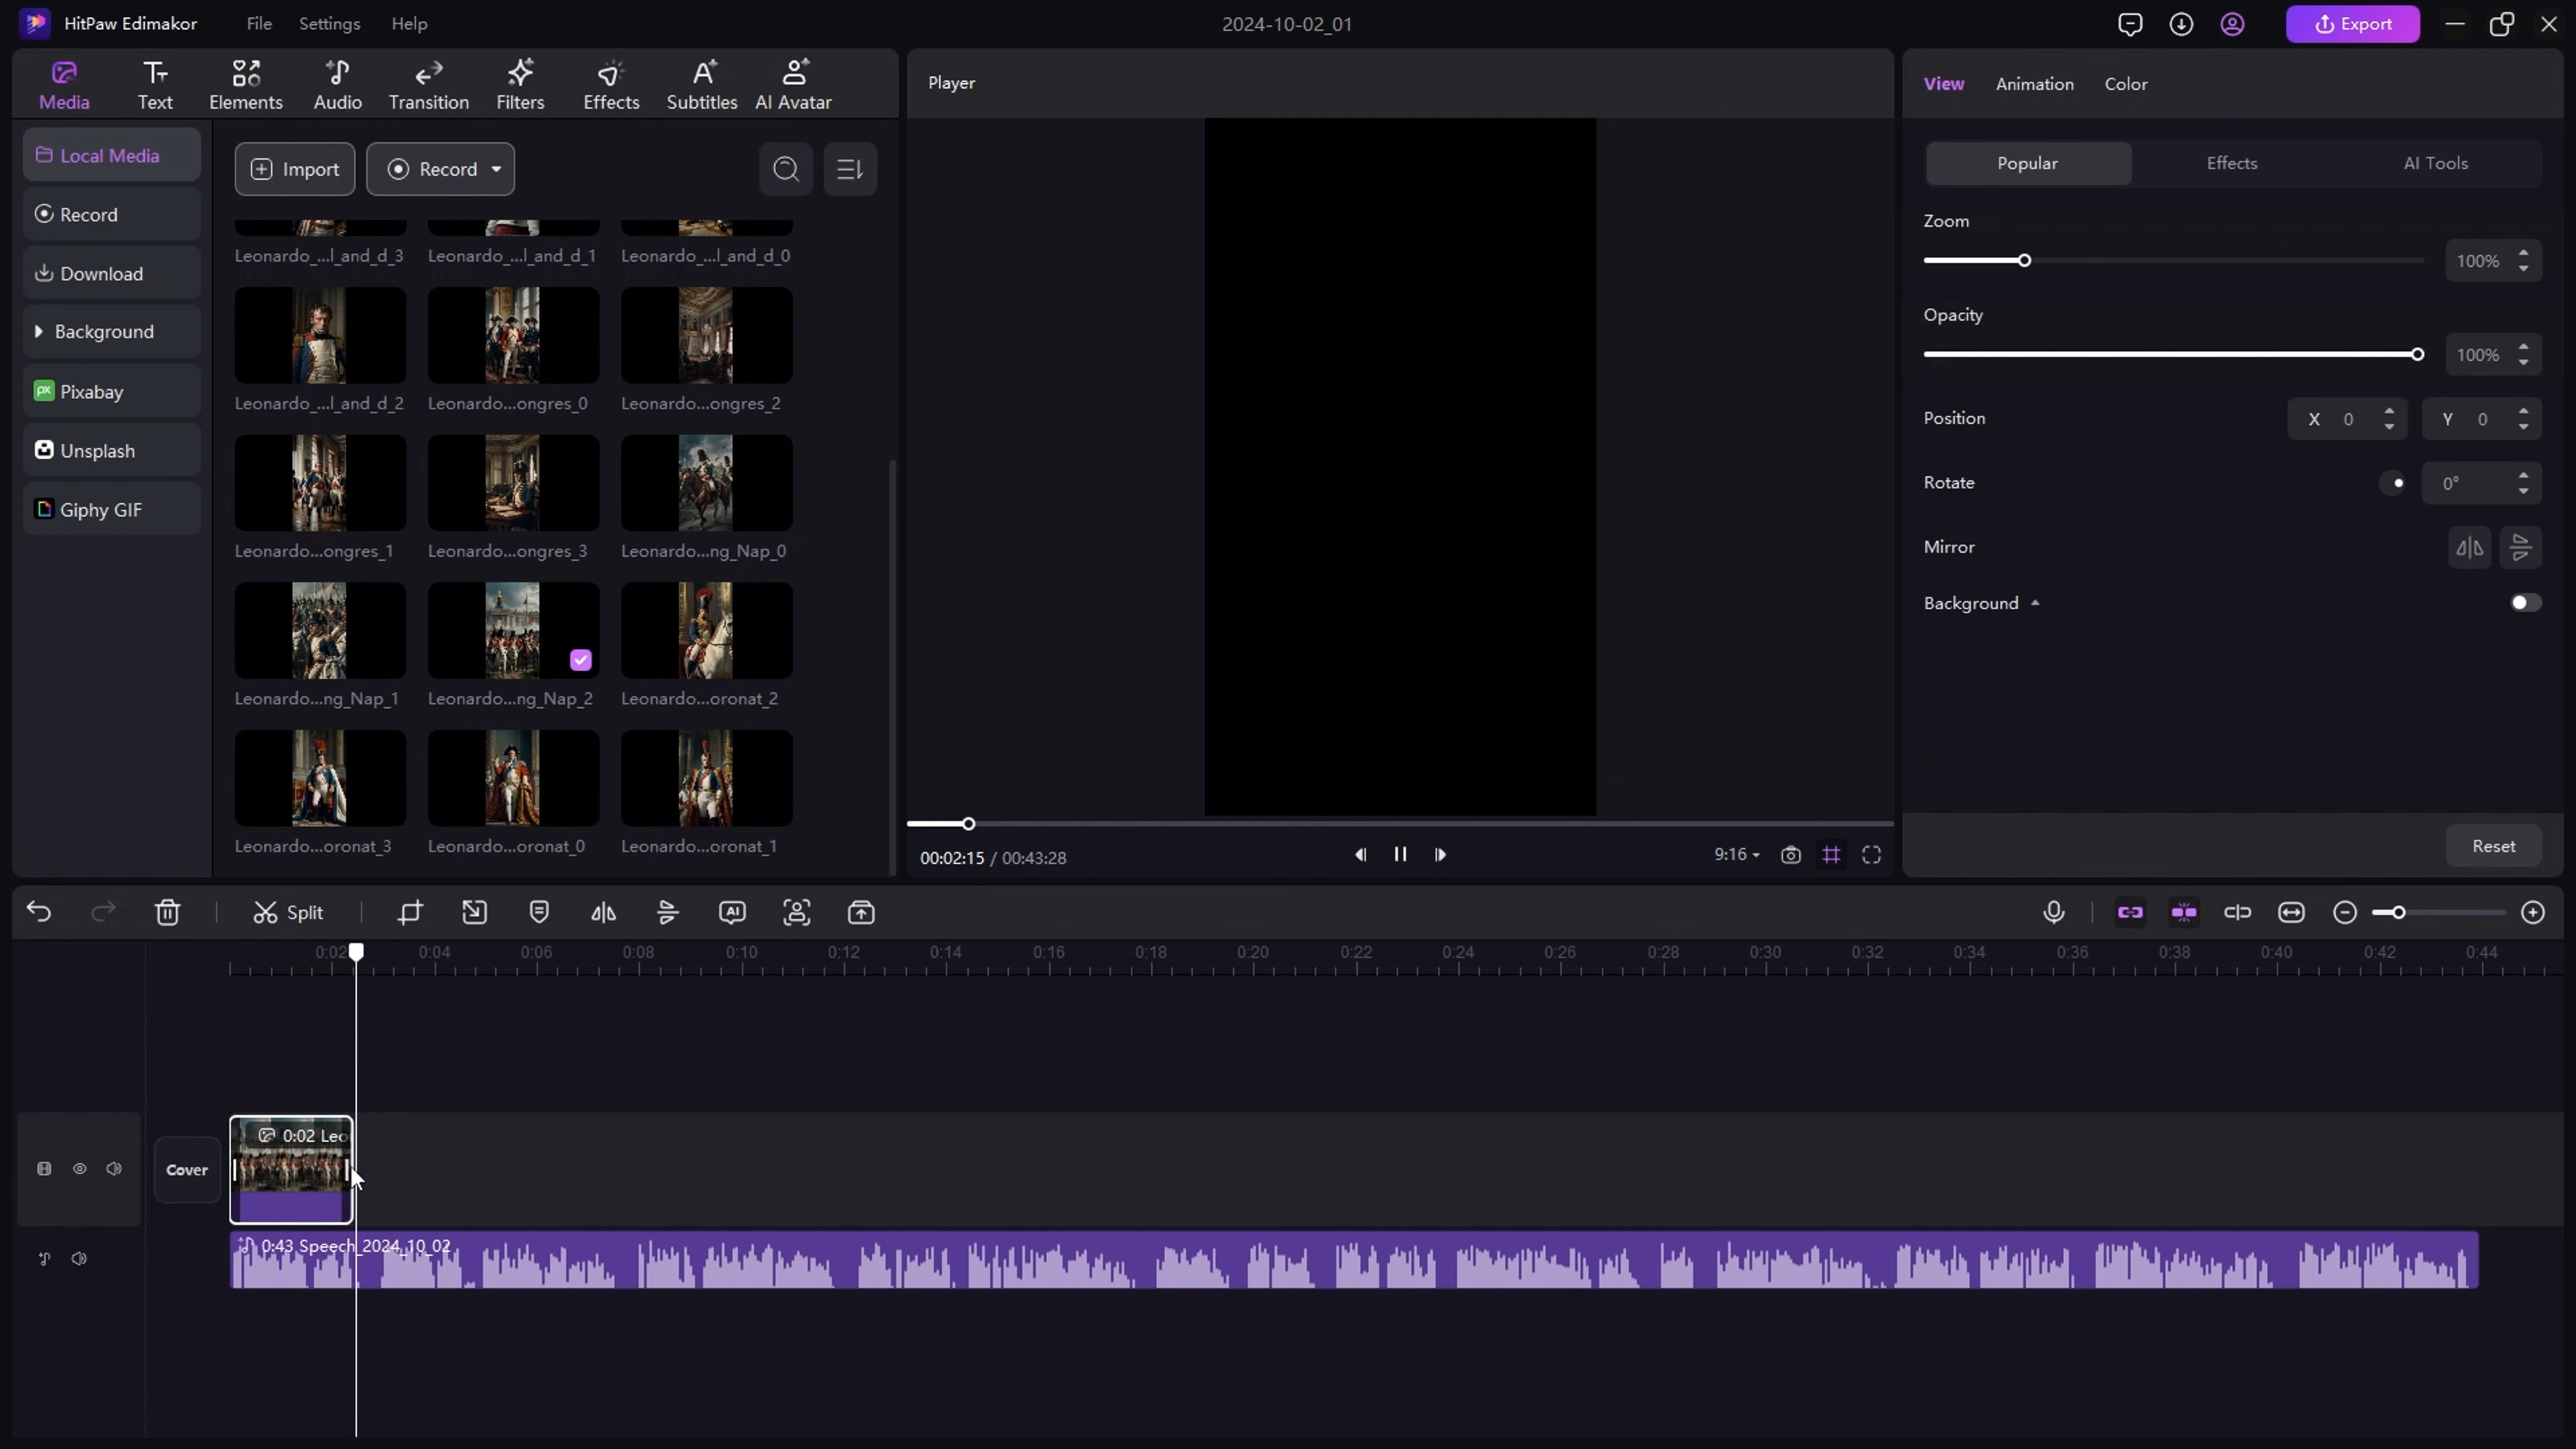 HitPaw Edimakor File Settings Help 2024-10-02_01 Export
Media Text Elements Audio Transition Filters Effects Subtitles AI Avatar
Local Media
Record
Download
Background
Pixabay
Unsplash
Giphy GIF
Import Record
Leonardo_...l_and_d_3 Leonardo_...l_and_d_1 Leonardo_...l_and_d_0
Leonardo_...l_and_d_2 Leonardo...ongres_0 Leonardo...ongres_2
Leonardo...ongres_1 Leonardo...ongres_3 Leonardo...ng_Nap_0
Leonardo...ng_Nap_1 Leonardo...ng_Nap_2 Leonardo...oronat_2
Leonardo...oronat_3 Leonardo...oronat_0 Leonardo...oronat_1
Player
00:02:15 / 00:43:28 9:16
View Animation Color
Popular Effects AI Tools
Zoom
100%
Opacity
100%
Position X 0 Y 0
Rotate 0°
Mirror
Background
Reset
Split AI
0:02 0:04 0:06 0:08 0:10 0:12 0:14 0:16 0:18 0:20 0:22 0:24 0:26 0:28 0:30 0:32 0:34 0:36 0:38 0:40 0:42 0:44
Cover 0:02 Leo
0:43 Speech_2024_10_02